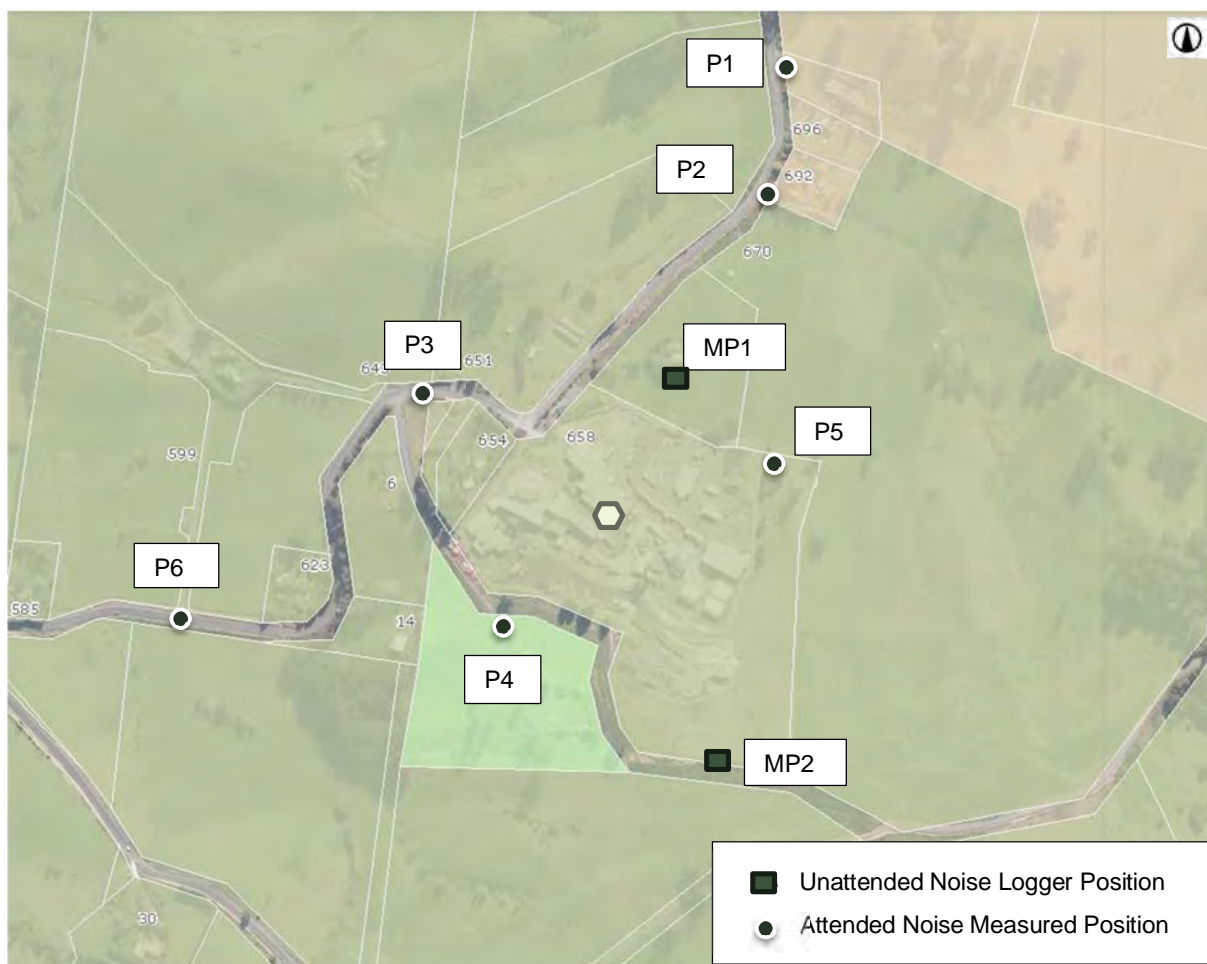 P1
696
P2
692
670
MP1
P3
651
643
654
658
P5
599
6
P6
623
585
14
P4
MP2
30
Unattended Noise Logger Position
Attended Noise Measured Position